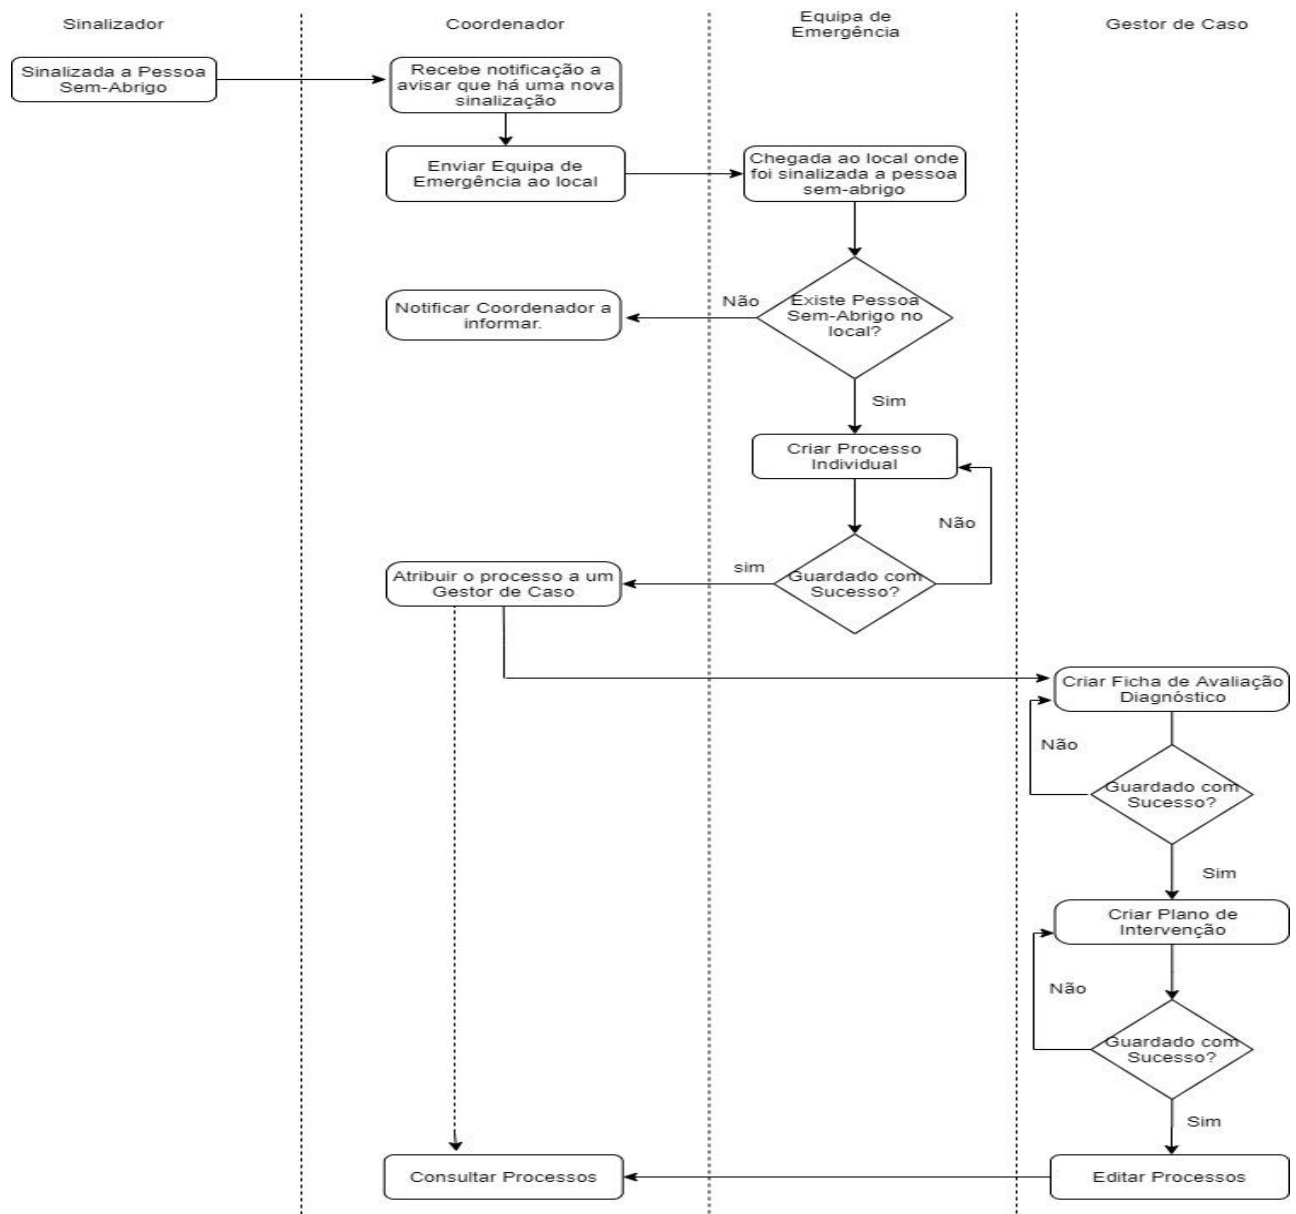 Sinalizador
Coordenador
Equipa de
Emergência
Gestor de Caso
Sinalizada a Pessoa
Sem-Abrigo
Recebe notificação a
avisar que há uma nova
sinalização
Enviar Equipa de
Emergência ao local
Chegada ao local onde
foi sinalizada a pessoa
sem-abrigo
Notificar Coordenador a
informar.
Não
Existe Pessoa
Sem-Abrigo no
local?
Sim
Criar Processo
Individual
Não
Atribuir o processo a um
Gestor de Caso
sim
Guardado com
Sucesso?
Criar Ficha de Avaliação
Diagnóstico
Não
Guardado com
Sucesso?
Sim
Criar Plano de
Intervenção
Não
Guardado com
Sucesso?
Sim
Consultar Processos
Editar Processos